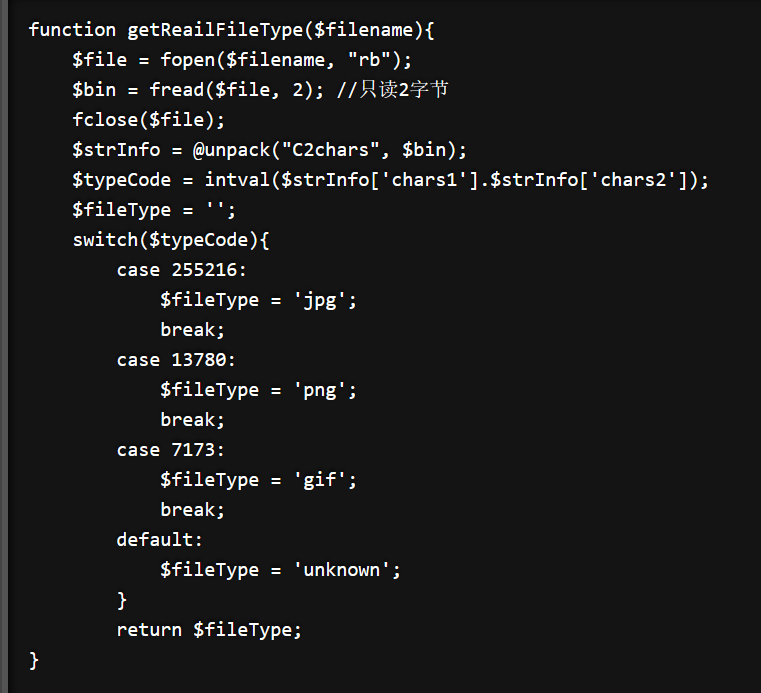 function getReailFileType($filename){
    $file = fopen($filename, "rb");
    $bin = fread($file, 2); //只读2字节
    fclose($file);
    $strInfo = @unpack("C2chars", $bin);
    $typeCode = intval($strInfo['chars1'].$strInfo['chars2']);
    $fileType = '';
    switch($typeCode){
        case 255216:
            $fileType = 'jpg';
            break;
        case 13780:
            $fileType = 'png';
            break;
        case 7173:
            $fileType = 'gif';
            break;
        default:
            $fileType = 'unknown';
        }
        return $fileType;
}